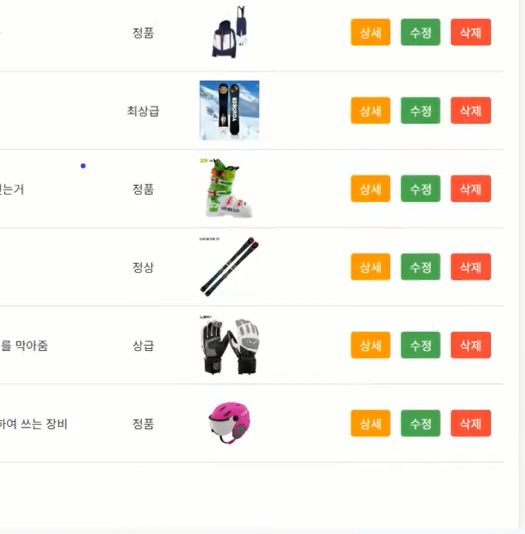 정품 상세 수정 삭제
최상급 상세 수정 삭제
는거 정품 상세 수정 삭제
정상 상세 수정 삭제
를 막아줌 상급 상세 수정 삭제
하여 쓰는 장비 정품 상세 수정 삭제